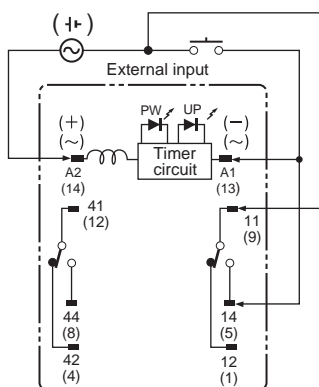 External input
PW UP
(+) (−)
(~) (~)
Timer
circuit
A2 A1
(14) (13)
41 11
(12) (9)
44 14
(8) (5)
42 12
(4) (1)